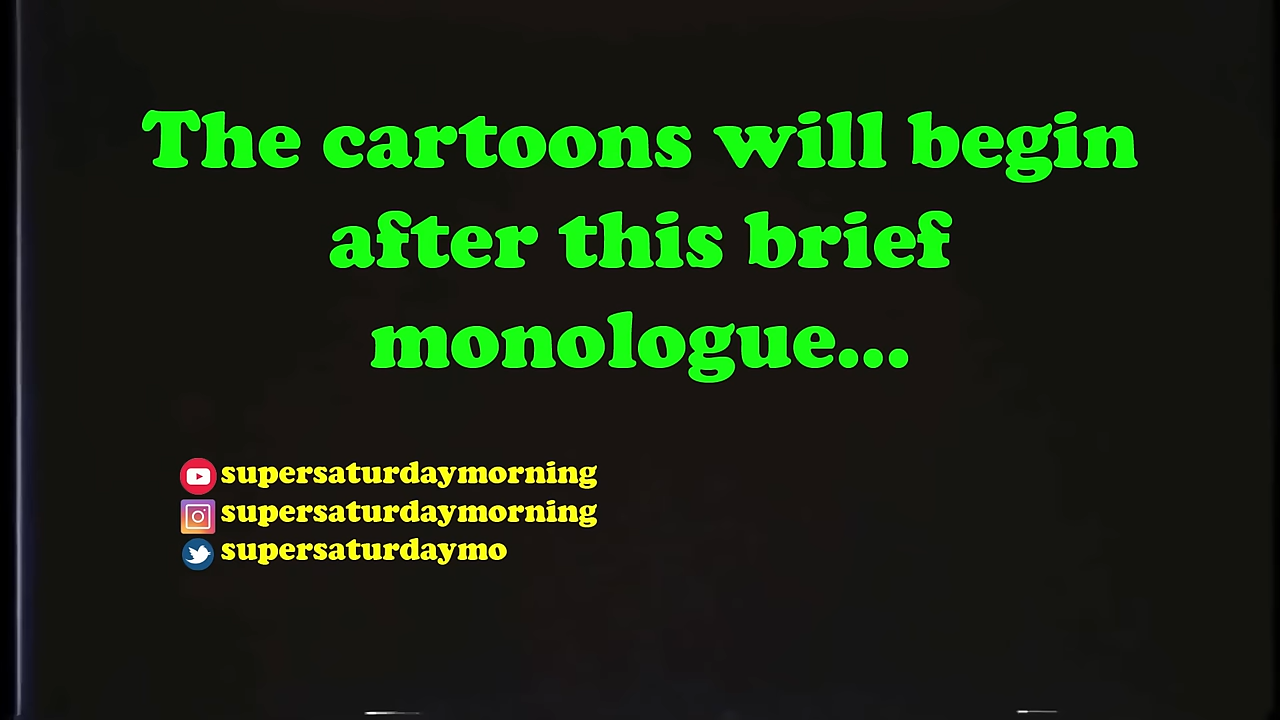 The cartoons will begin
after this brief
monologue...
supersaturdaymorning
supersaturdaymorning
supersaturdaymo